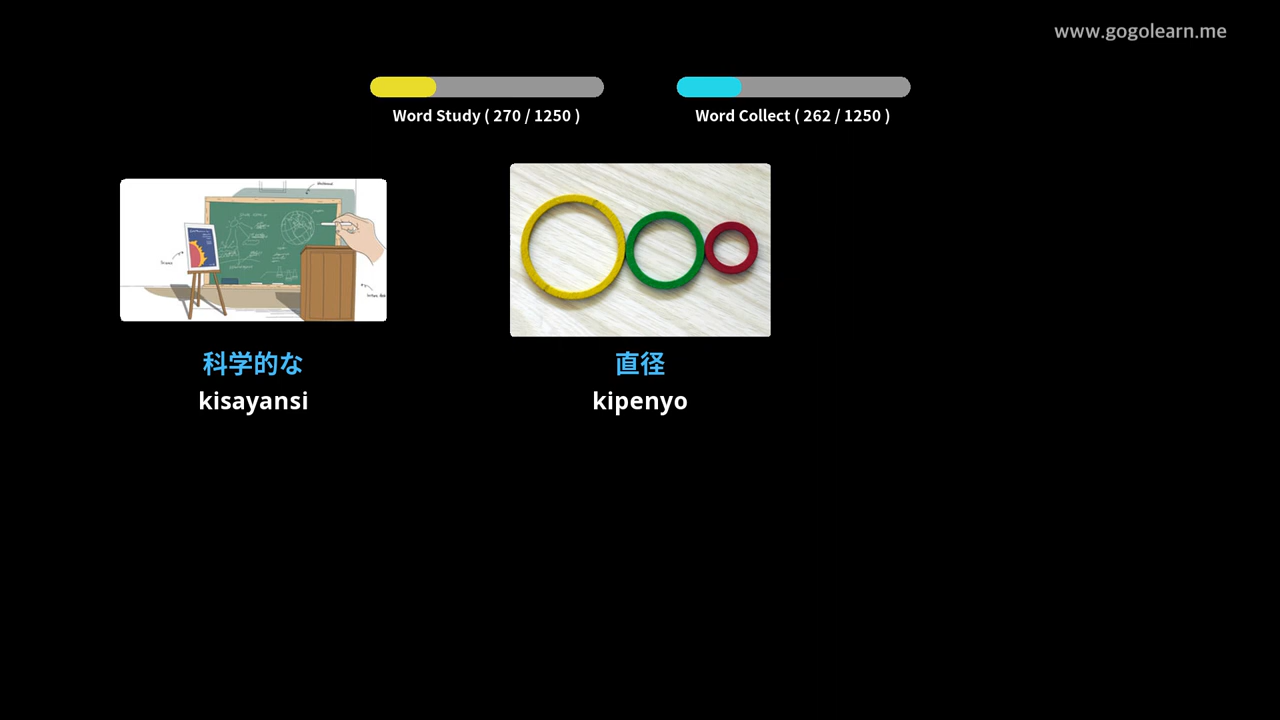 www.gogolearn.me
Word Study ( 270 / 1250 )
Word Collect ( 262 / 1250 )
科学的な
kisayansi
直径
kipenyo